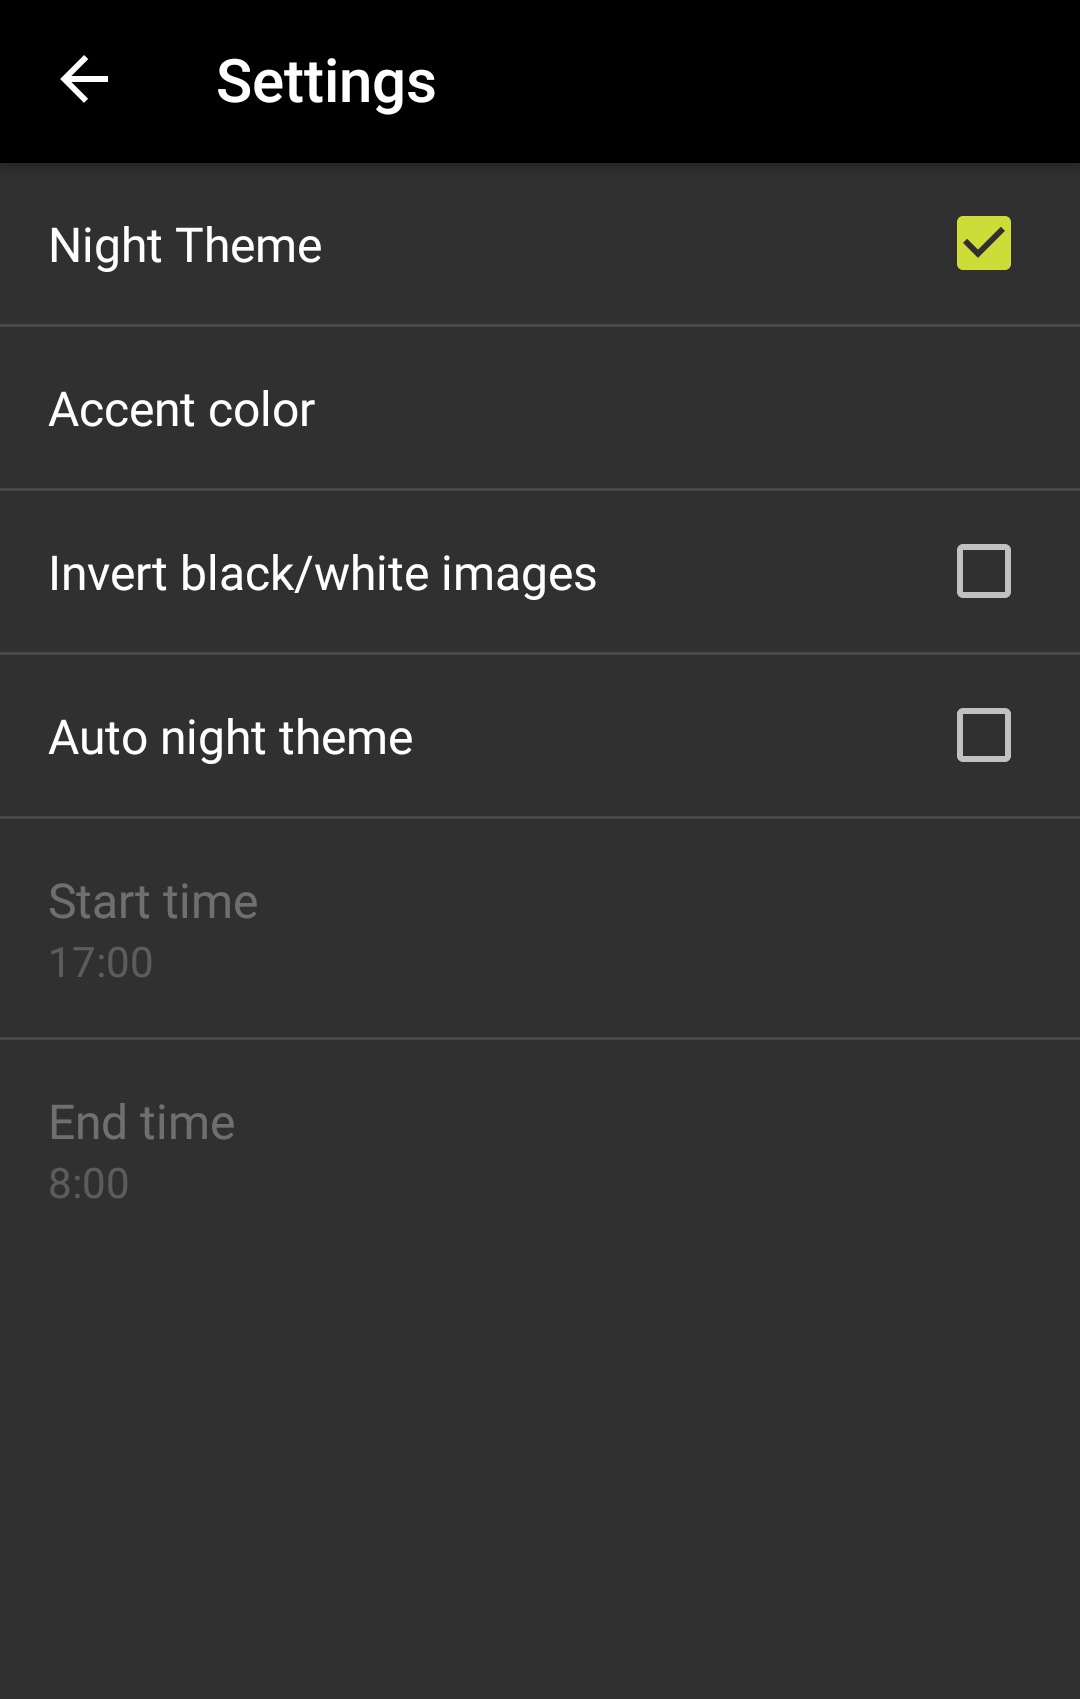 Settings
Night Theme
Accent color
Invert black/white images
Auto night theme
Start time
17:00
End time
8:00